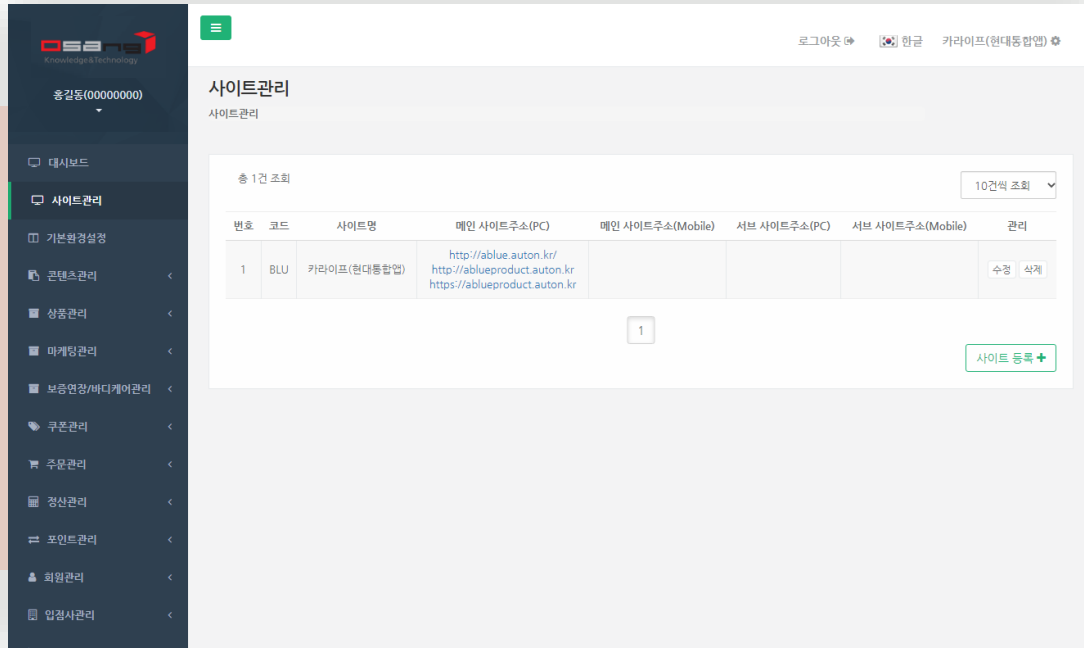 osang
Knowledge&Technology
홍길동(00000000)
대시보드
사이트관리
기본환경설정
콘텐츠관리
상품관리
마케팅관리
보증연장/바디케어관리
쿠폰관리
주문관리
정산관리
포인트관리
회원관리
입점사관리
로그아웃 한글 카라이프(현대통합앱)
사이트관리
사이트관리
총 1건 조회
10건씩 조회
번호 코드 사이트명 메인 사이트주소(PC) 메인 사이트주소(Mobile) 서브 사이트주소(PC) 서브 사이트주소(Mobile) 관리
http://ablue.auton.kr/
1 BLU 카라이프(현대통합앱) http://ablueproduct.auton.kr 수정 삭제
https://ablueproduct.auton.kr
1
사이트 등록